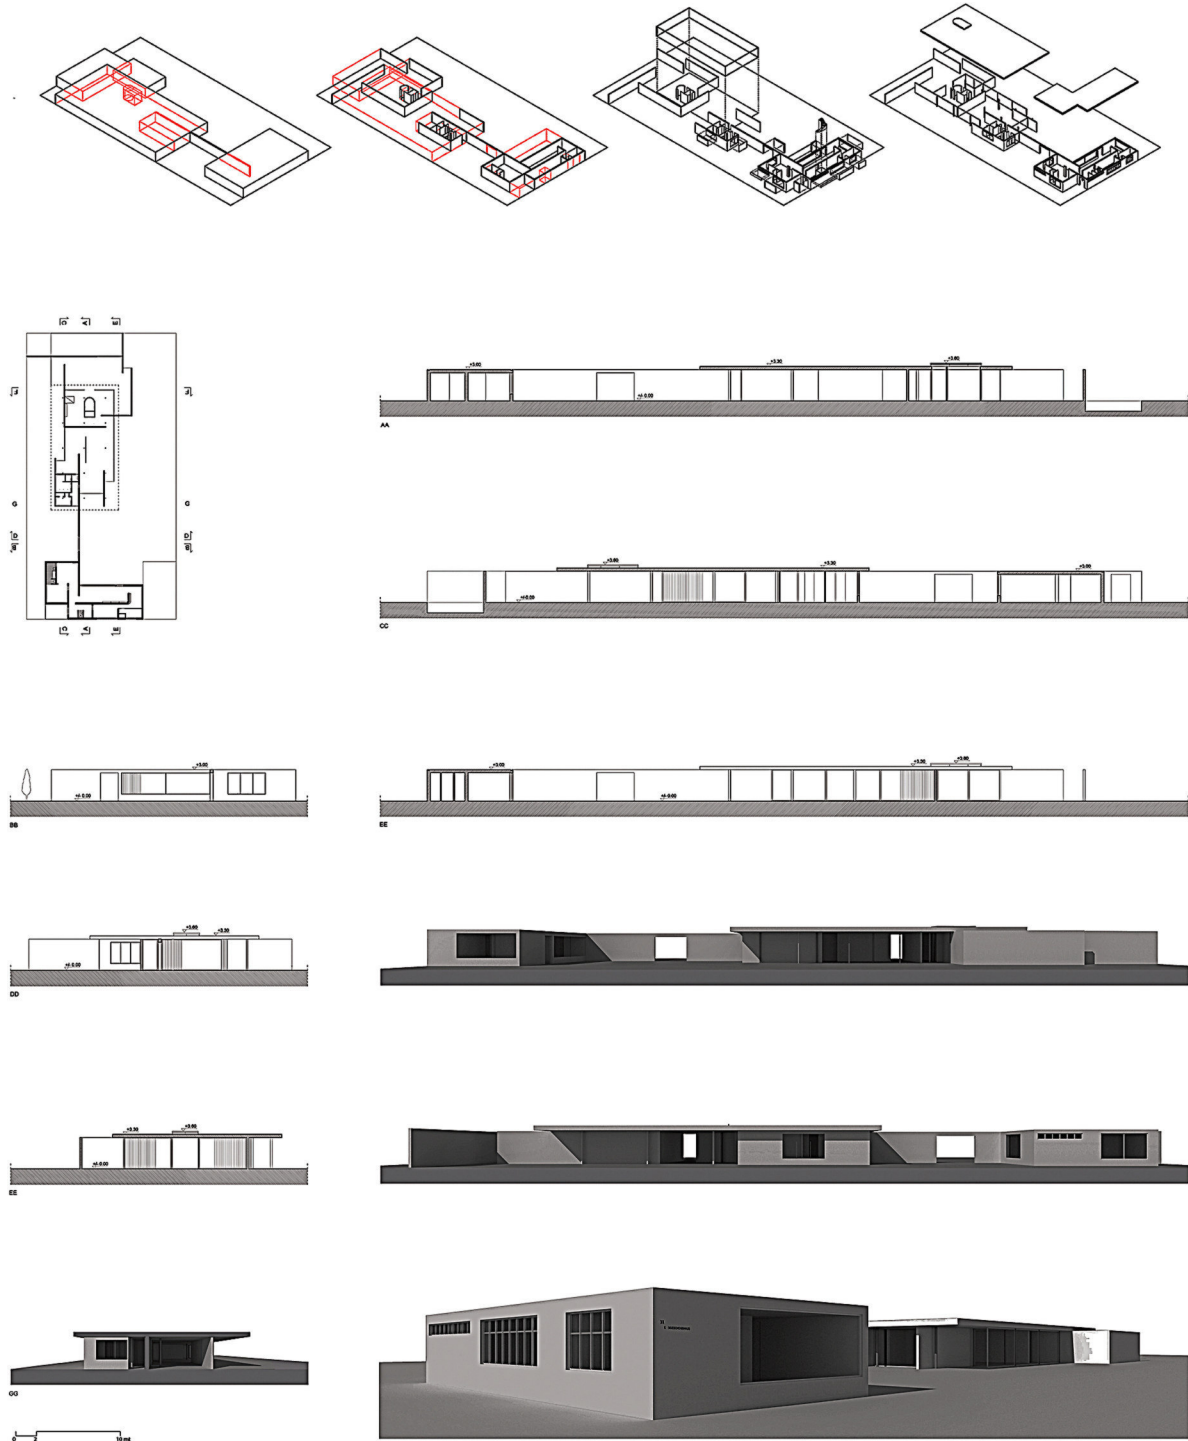 C A E
F F
G G
D D
B B
C A E
+3.60 +3.30 +3.60
+/- 0.00
AA
+3.60 +3.30 +3.00
+/-0.00
CC
+3.00
+/- 0.00
BB
+3.00 +3.30 +3.60
+/- 0.00
EE
+3.60
+3.30
+/- 0.00
DD
+3.30 +3.60
+/- 0.00
EE
GG
0 2 10 mt